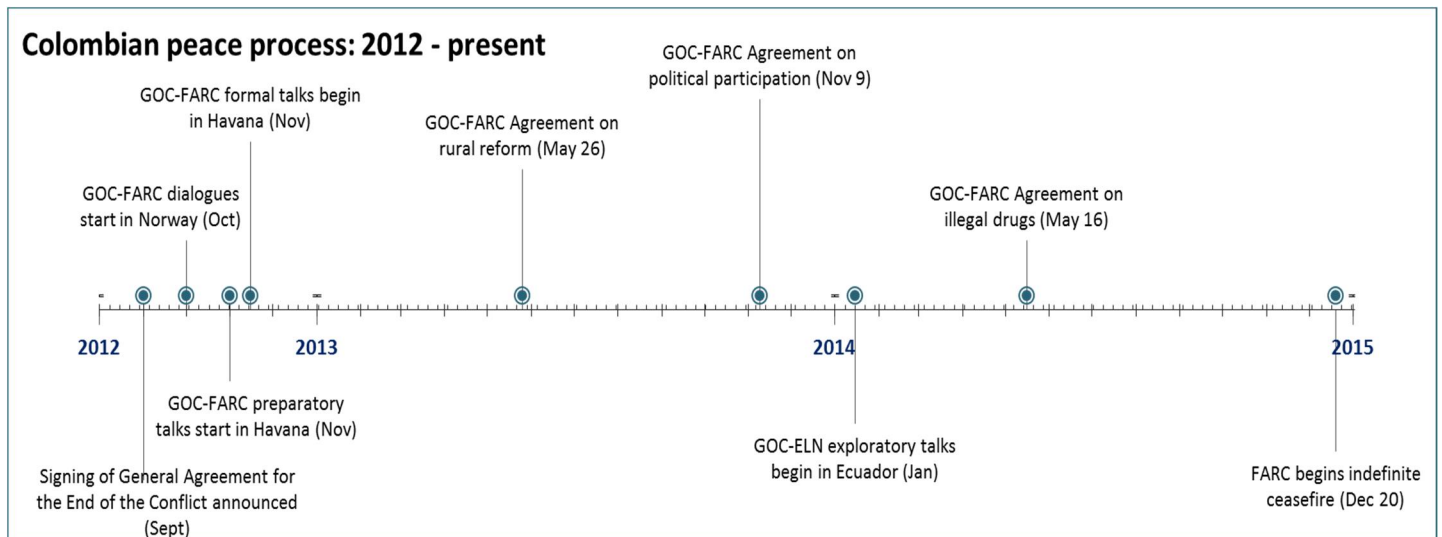 Colombian peace process: 2012 - present
GOC-FARC Agreement on
political participation (Nov 9)
GOC-FARC formal talks begin
in Havana (Nov)
GOC-FARC Agreement on
rural reform (May 26)
GOC-FARC dialogues
start in Norway (Oct)
GOC-FARC Agreement on
illegal drugs (May 16)
2012
2013
2014
2015
GOC-FARC preparatory
talks start in Havana (Nov)
GOC-ELN exploratory talks
begin in Ecuador (Jan)
Signing of General Agreement for
the End of the Conflict announced
(Sept)
FARC begins indefinite
ceasefire (Dec 20)